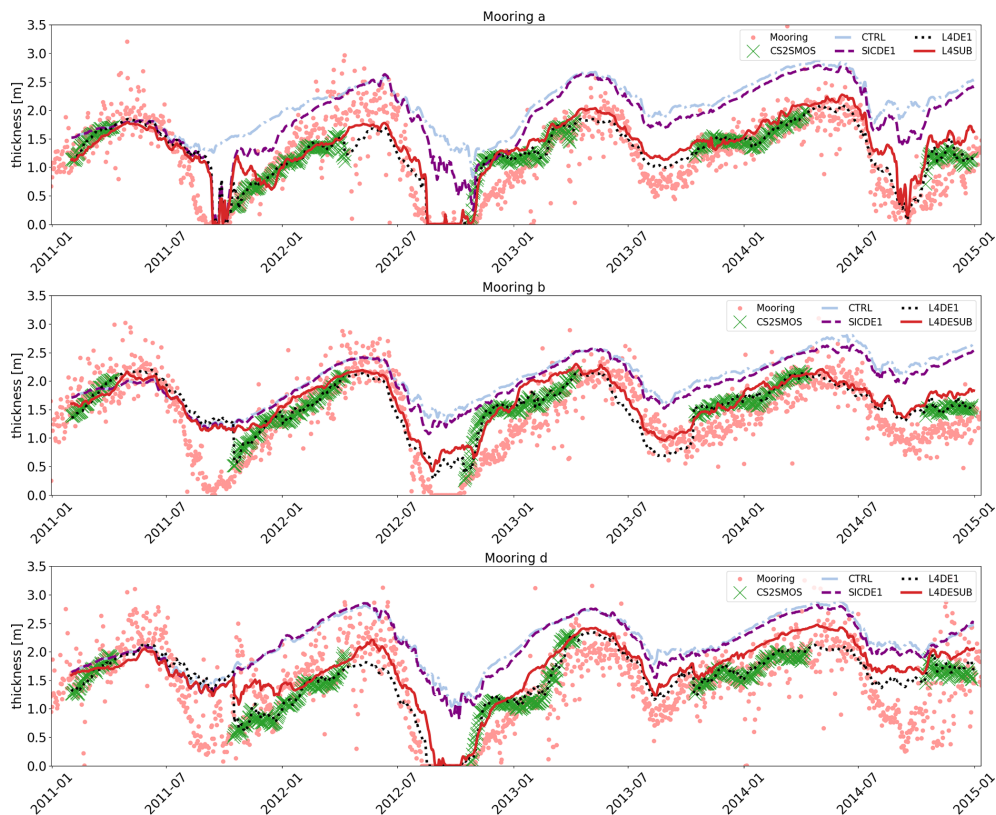 Mooring a
thickness [m]
3.5
3.0
2.5
2.0
1.5
1.0
0.5
0.0
Mooring CTRL L4DE1
CS2SMOS SICDE1 L4SUB
2011-01 2011-07 2012-01 2012-07 2013-01 2013-07 2014-01 2014-07 2015-01
Mooring b
thickness [m]
3.5
3.0
2.5
2.0
1.5
1.0
0.5
0.0
Mooring CTRL L4DE1
CS2SMOS SICDE1 L4DESUB
2011-01 2011-07 2012-01 2012-07 2013-01 2013-07 2014-01 2014-07 2015-01
Mooring d
thickness [m]
3.5
3.0
2.5
2.0
1.5
1.0
0.5
0.0
Mooring CTRL L4DE1
CS2SMOS SICDE1 L4DESUB
2011-01 2011-07 2012-01 2012-07 2013-01 2013-07 2014-01 2014-07 2015-01